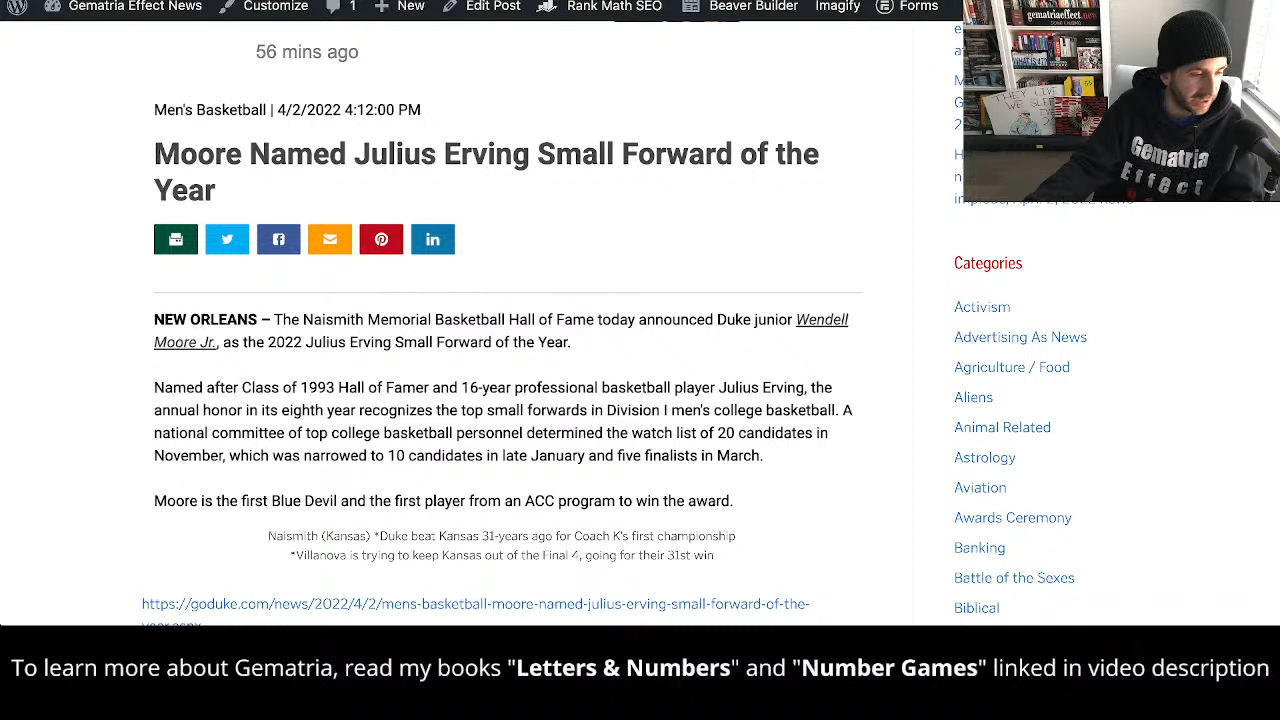 Gematria Effect News
Customize
1
New
Edit Post
Rank Math SEO
Beaver Builder
Imagify
Forms
56 mins ago
Men's Basketball | 4/2/2022 4:12:00 PM
Moore Named Julius Erving Small Forward of the
Year
NEW ORLEANS – The Naismith Memorial Basketball Hall of Fame today announced Duke junior Wendell
Moore Jr., as the 2022 Julius Erving Small Forward of the Year.
Named after Class of 1993 Hall of Famer and 16-year professional basketball player Julius Erving, the
annual honor in its eighth year recognizes the top small forwards in Division I men's college basketball. A
national committee of top college basketball personnel determined the watch list of 20 candidates in
November, which was narrowed to 10 candidates in late January and five finalists in March.
Moore is the first Blue Devil and the first player from an ACC program to win the award.
Naismith (Kansas) *Duke beat Kansas 31-years ago for Coach K's first championship
*Villanova is trying to keep Kansas out of the Final 4, going for their 31st win
https://goduke.com/news/2022/4/2/mens-basketball-moore-named-julius-erving-small-forward-of-the-
year.aspx
gematriaeffect.news
THEY LIVE
WE SLEEP
Gematria
Effect
Categories
Activism
Advertising As News
Agriculture / Food
Aliens
Animal Related
Astrology
Aviation
Awards Ceremony
Banking
Battle of the Sexes
Biblical
To learn more about Gematria, read my books "Letters & Numbers" and "Number Games" linked in video description